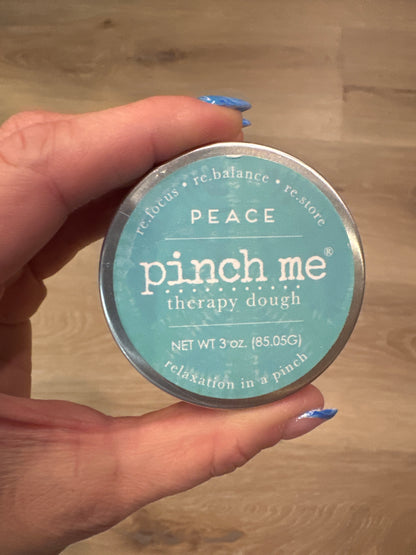 re.focus • re.balance • re.store
PEACE
pinch me®
therapy dough
NET WT 3 oz. (85.05G)
relaxation in a pinch